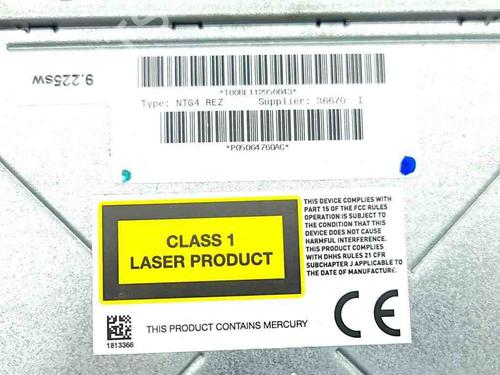 9.225sw
*T00BE112950043*
Type: NTG4 REZ Supplier: 36670 I
*P05064760AC*
CLASS 1
LASER PRODUCT
THIS DEVICE COMPLIES WITH
PART 15 OF THE FCC RULES
OPERATION IS SUBJECT TO
THE CONDITION THAT THIS
DEVICE DOES NOT CAUSE
HARMFUL INTERFERENCE.
THIS PRODUCT COMPLIES
WITH DHHS RULES 21 CFR
SUBCHAPTER J APPLICABLE TO
THE DATE OF MANUFACTURE.
CE
THIS PRODUCT CONTAINS MERCURY
1813366